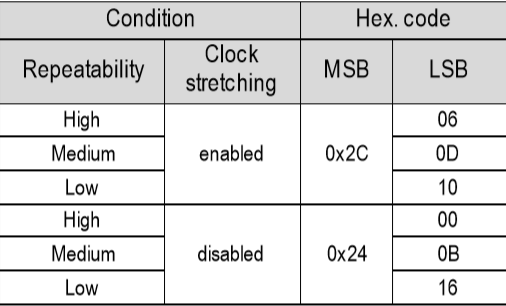 Condition Hex. code
Repeatability Clock stretching MSB LSB
High 06
Medium enabled 0x2C 0D
Low 10
High 00
Medium disabled 0x24 0B
Low 16